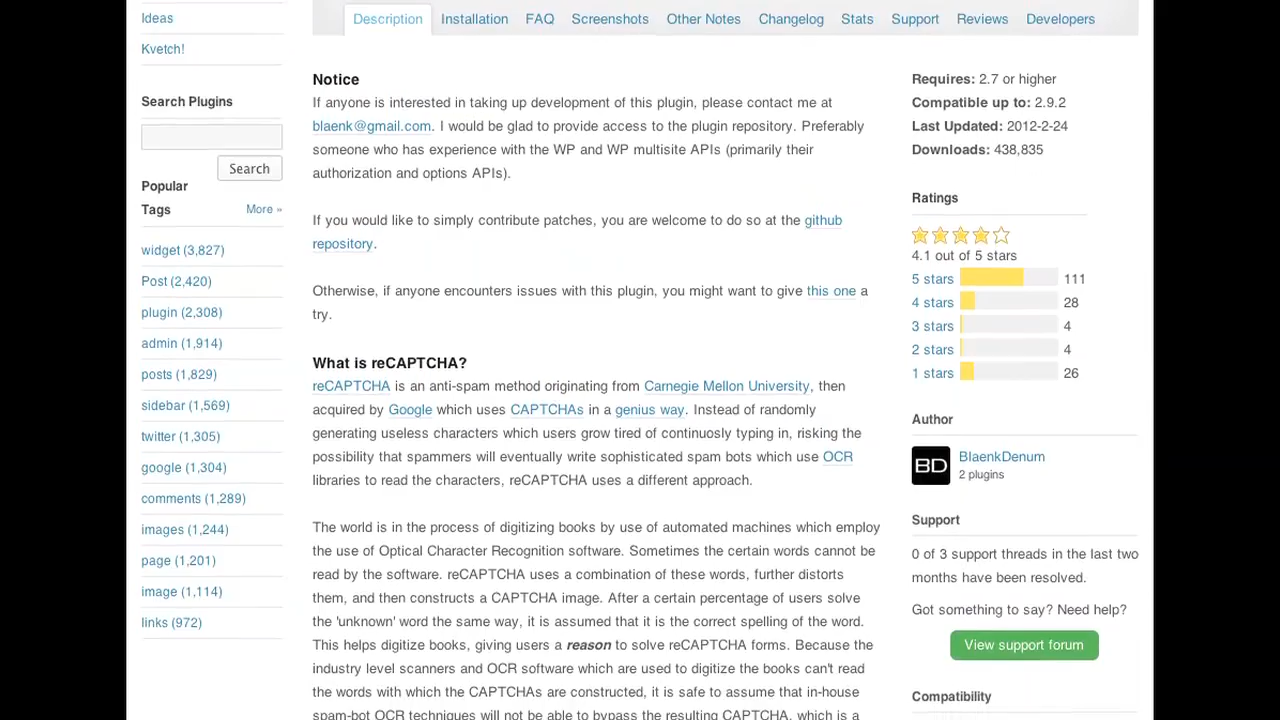 Ideas
Kvetch!
Search Plugins
Search
Popular
Tags
More »
widget (3,827)
Post (2,420)
plugin (2,308)
admin (1,914)
posts (1,829)
sidebar (1,569)
twitter (1,305)
google (1,304)
comments (1,289)
images (1,244)
page (1,201)
image (1,114)
links (972)
Description Installation FAQ Screenshots Other Notes Changelog Stats Support Reviews Developers
Notice
If anyone is interested in taking up development of this plugin, please contact me at
blaenk@gmail.com. I would be glad to provide access to the plugin repository. Preferably
someone who has experience with the WP and WP multisite APIs (primarily their
authorization and options APIs).
If you would like to simply contribute patches, you are welcome to do so at the github
repository.
Otherwise, if anyone encounters issues with this plugin, you might want to give this one a
try.
What is reCAPTCHA?
reCAPTCHA is an anti-spam method originating from Carnegie Mellon University, then
acquired by Google which uses CAPTCHAs in a genius way. Instead of randomly
generating useless characters which users grow tired of continuosly typing in, risking the
possibility that spammers will eventually write sophisticated spam bots which use OCR
libraries to read the characters, reCAPTCHA uses a different approach.
The world is in the process of digitizing books by use of automated machines which employ
the use of Optical Character Recognition software. Sometimes the certain words cannot be
read by the software. reCAPTCHA uses a combination of these words, further distorts
them, and then constructs a CAPTCHA image. After a certain percentage of users solve
the 'unknown' word the same way, it is assumed that it is the correct spelling of the word.
This helps digitize books, giving users a reason to solve reCAPTCHA forms. Because the
industry level scanners and OCR software which are used to digitize the books can't read
the words with which the CAPTCHAs are constructed, it is safe to assume that in-house
spam-bot OCR techniques will not be able to bypass the resulting CAPTCHA, which is a
Requires: 2.7 or higher
Compatible up to: 2.9.2
Last Updated: 2012-2-24
Downloads: 438,835
Ratings
4.1 out of 5 stars
5 stars 111
4 stars 28
3 stars 4
2 stars 4
1 stars 26
Author
BD
BlaenkDenum
2 plugins
Support
0 of 3 support threads in the last two
months have been resolved.
Got something to say? Need help?
View support forum
Compatibility